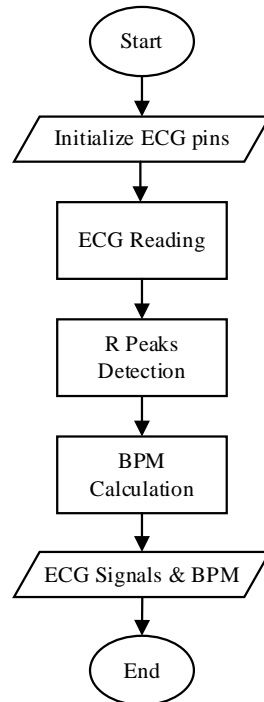 Start
Initialize ECG pins
ECG Reading
R Peaks
Detection
BPM
Calculation
ECG Signals & BPM
End